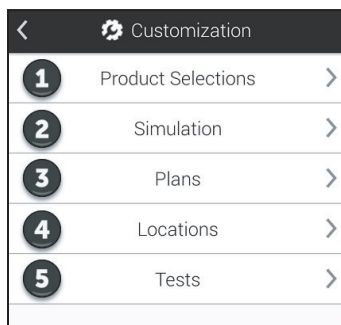 Customization
1 Product Selections
2 Simulation
3 Plans
4 Locations
5 Tests